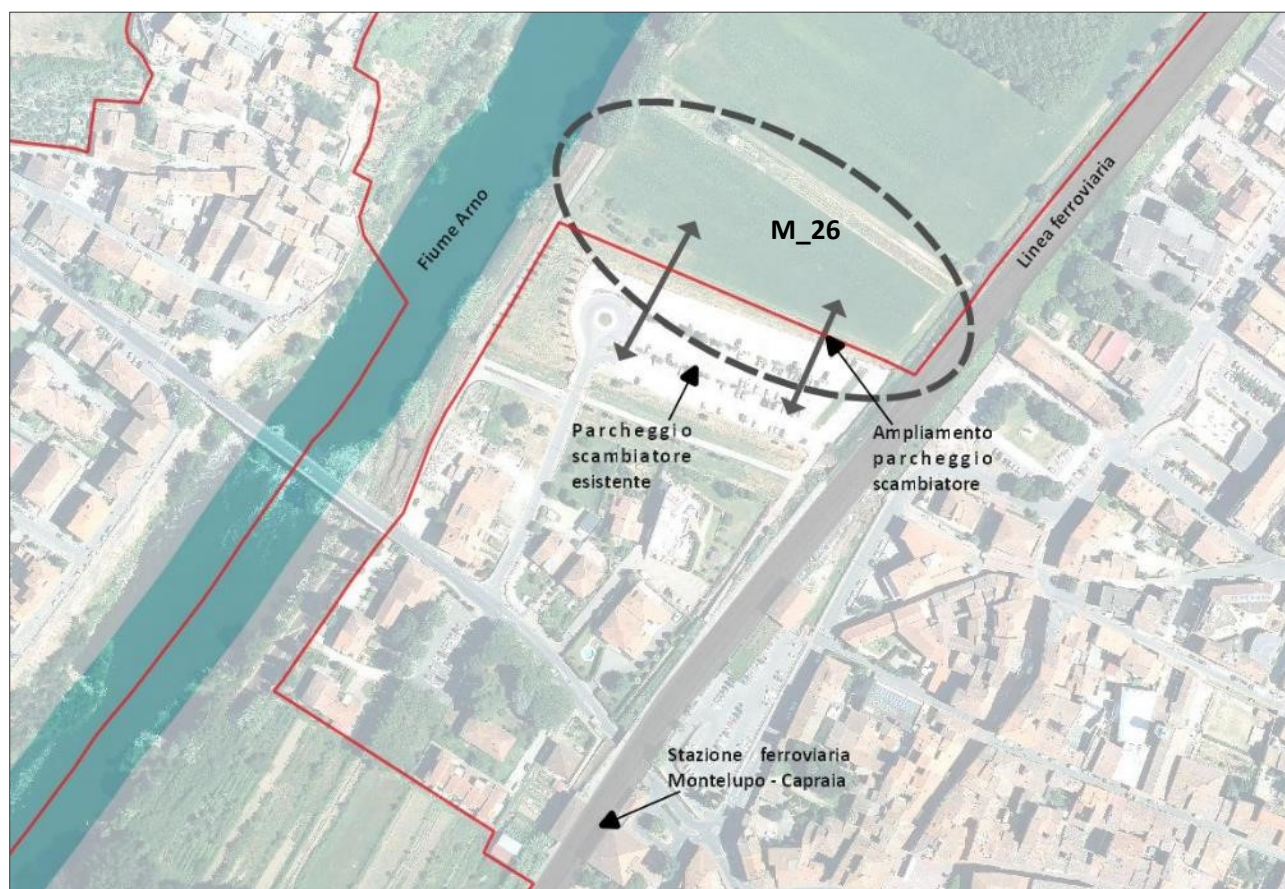 M_26
Fiume Arno
Linea ferroviaria
Parcheggio
scambiatore
esistente
Ampliamento
parcheggio
scambiatore
Stazione ferroviaria
Montelupo - Capraia